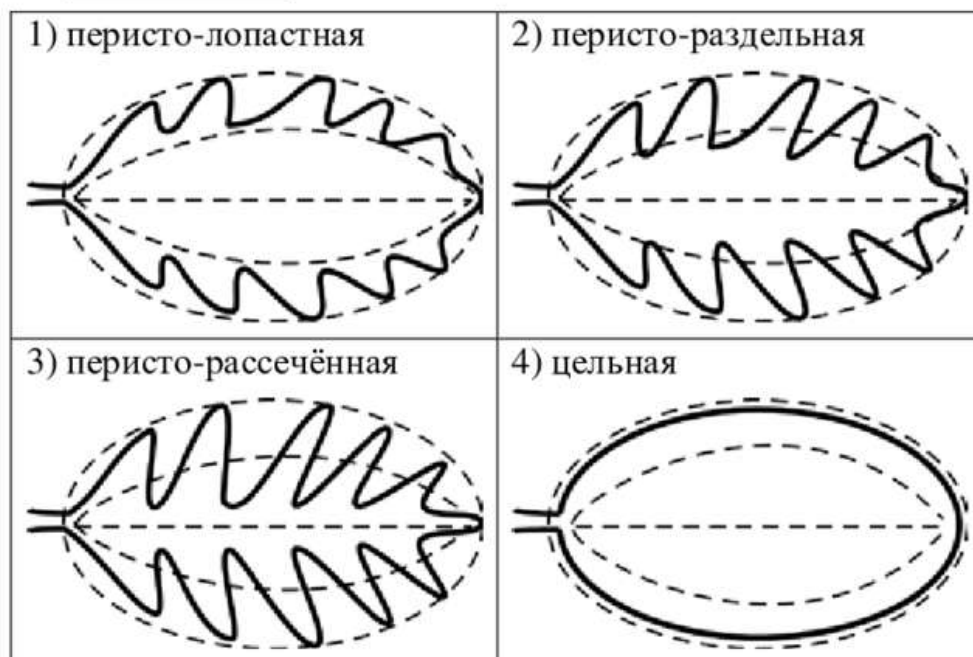 1) перисто-лопастная
2) перисто-раздельная
3) перисто-рассечённая
4) цельная